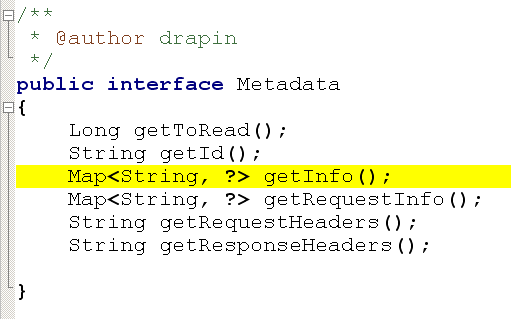 /**
 * @author drapin
 */
public interface Metadata
{
    Long getToRead();
    String getId();
    Map<String, ?> getInfo();
    Map<String, ?> getRequestInfo();
    String getRequestHeaders();
    String getResponseHeaders();
}